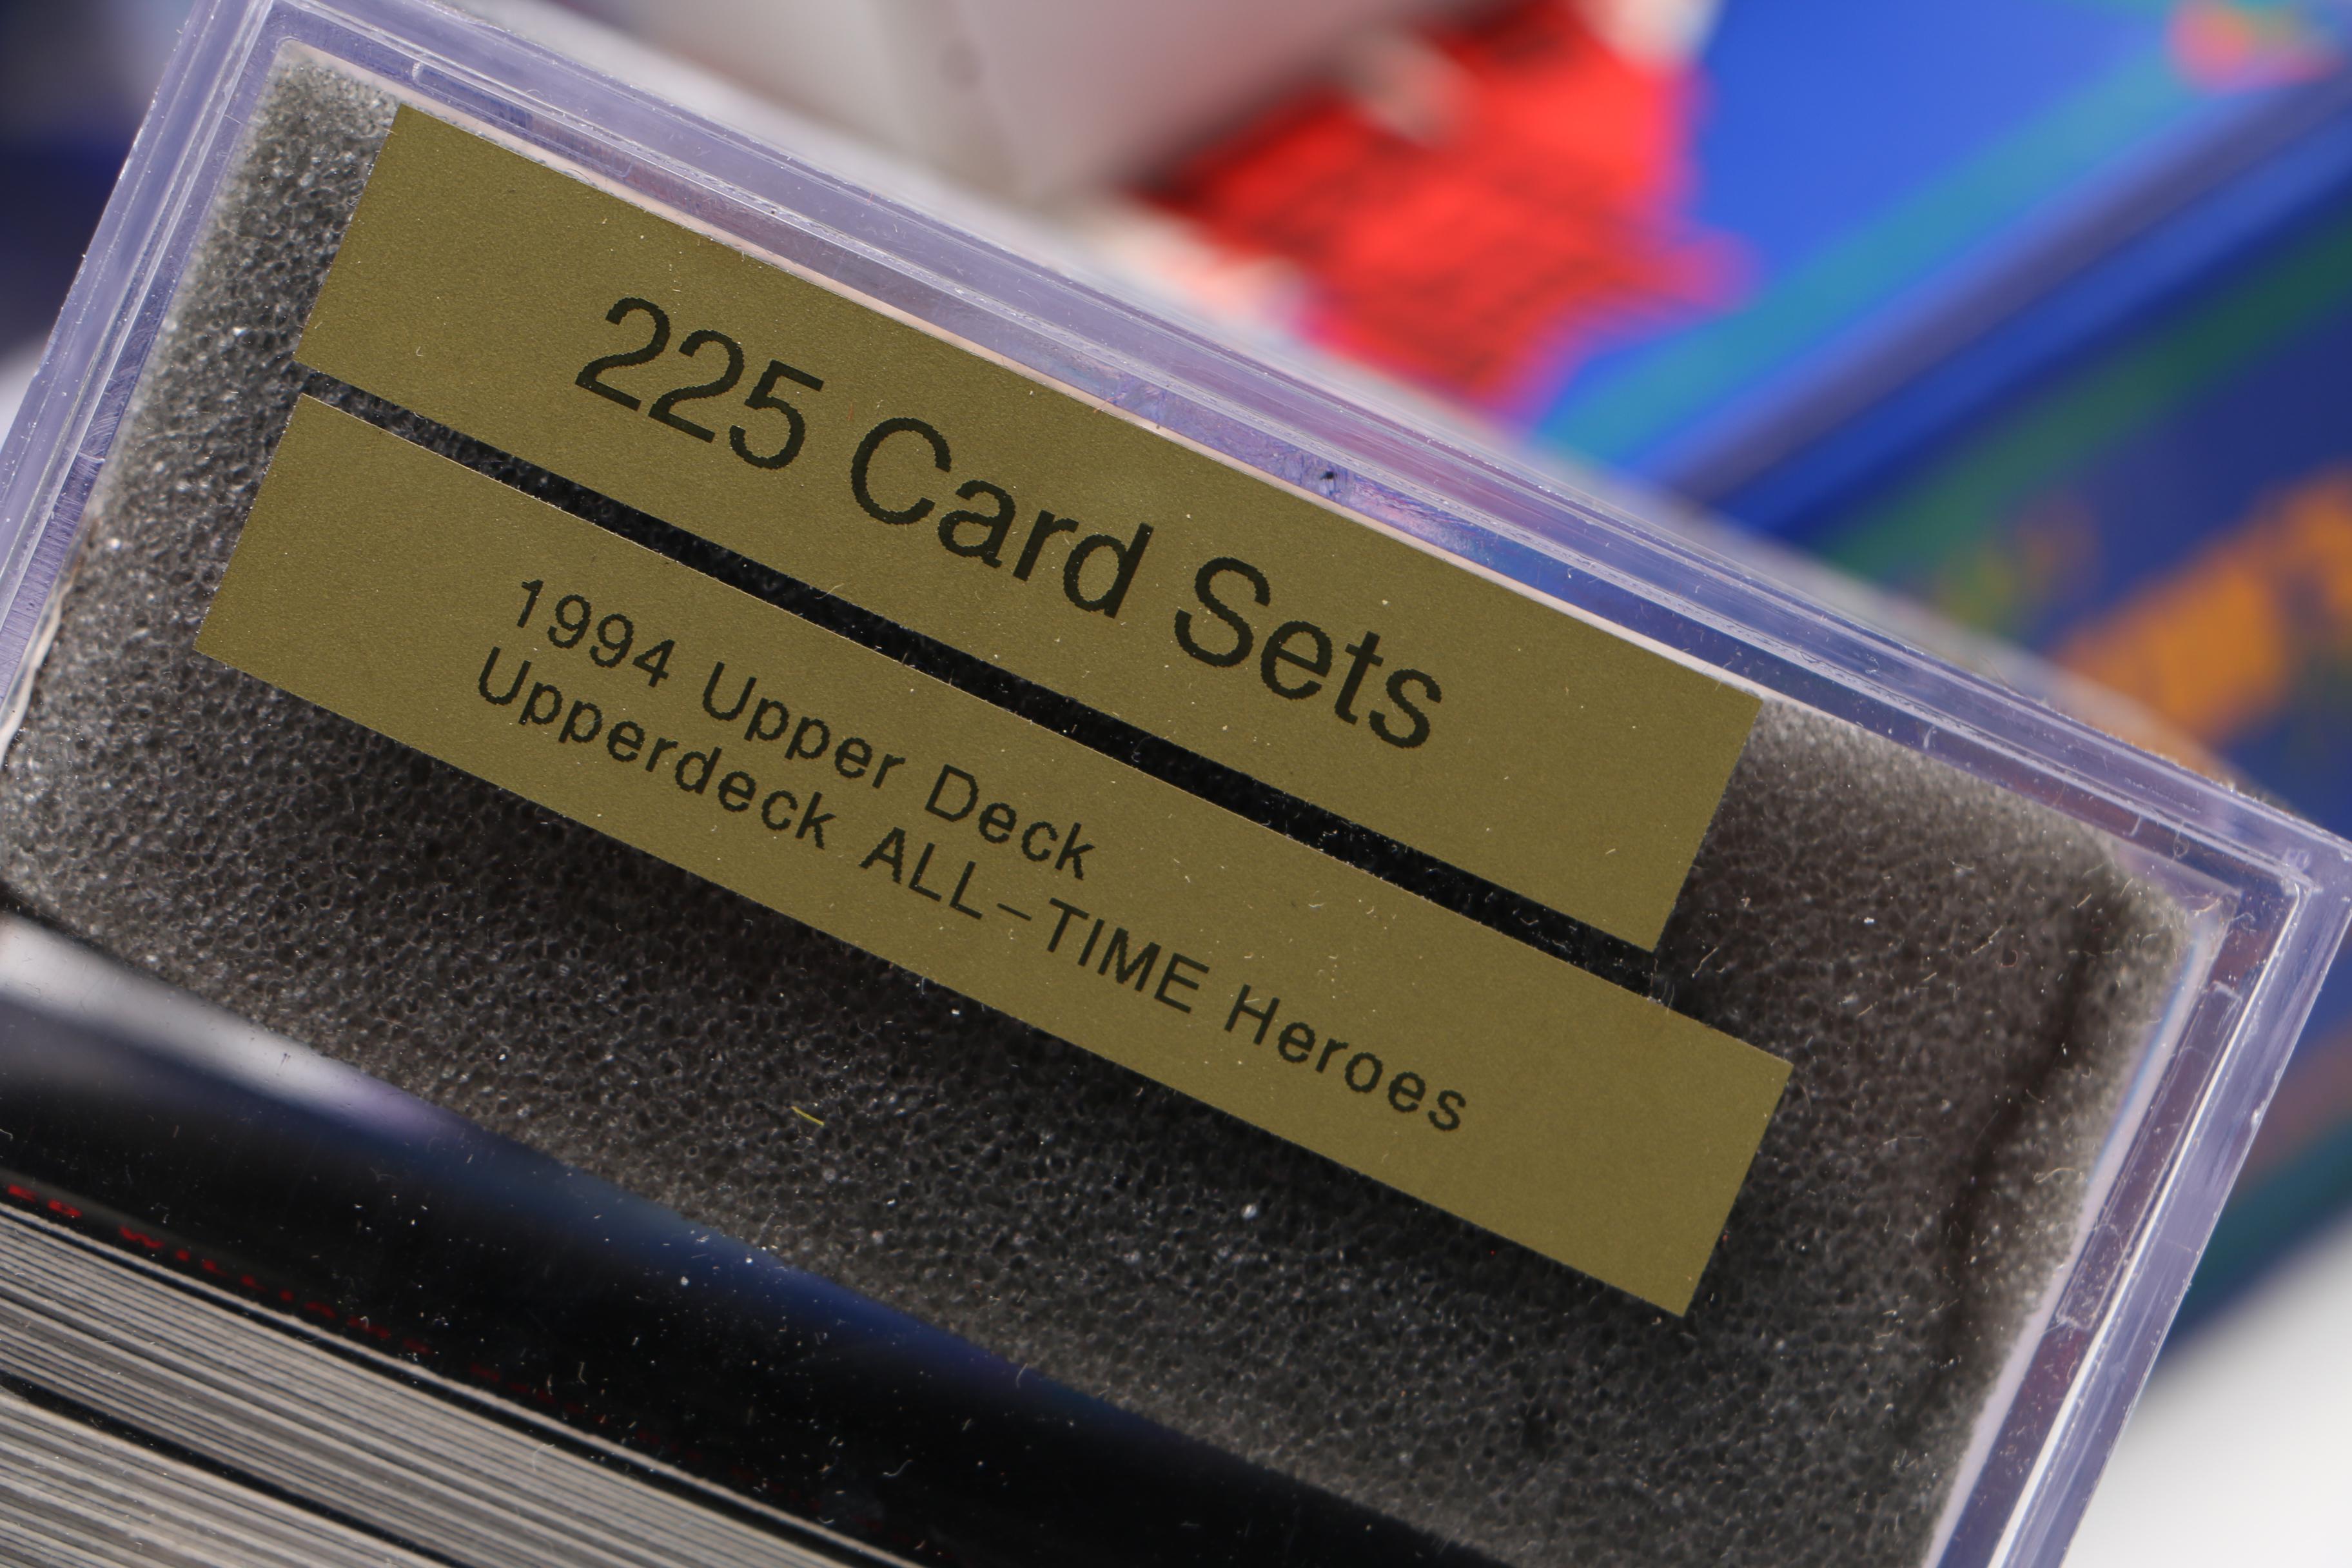 225 Card Sets
1994 Upper Deck
Upperdeck ALL-TIME Heroes